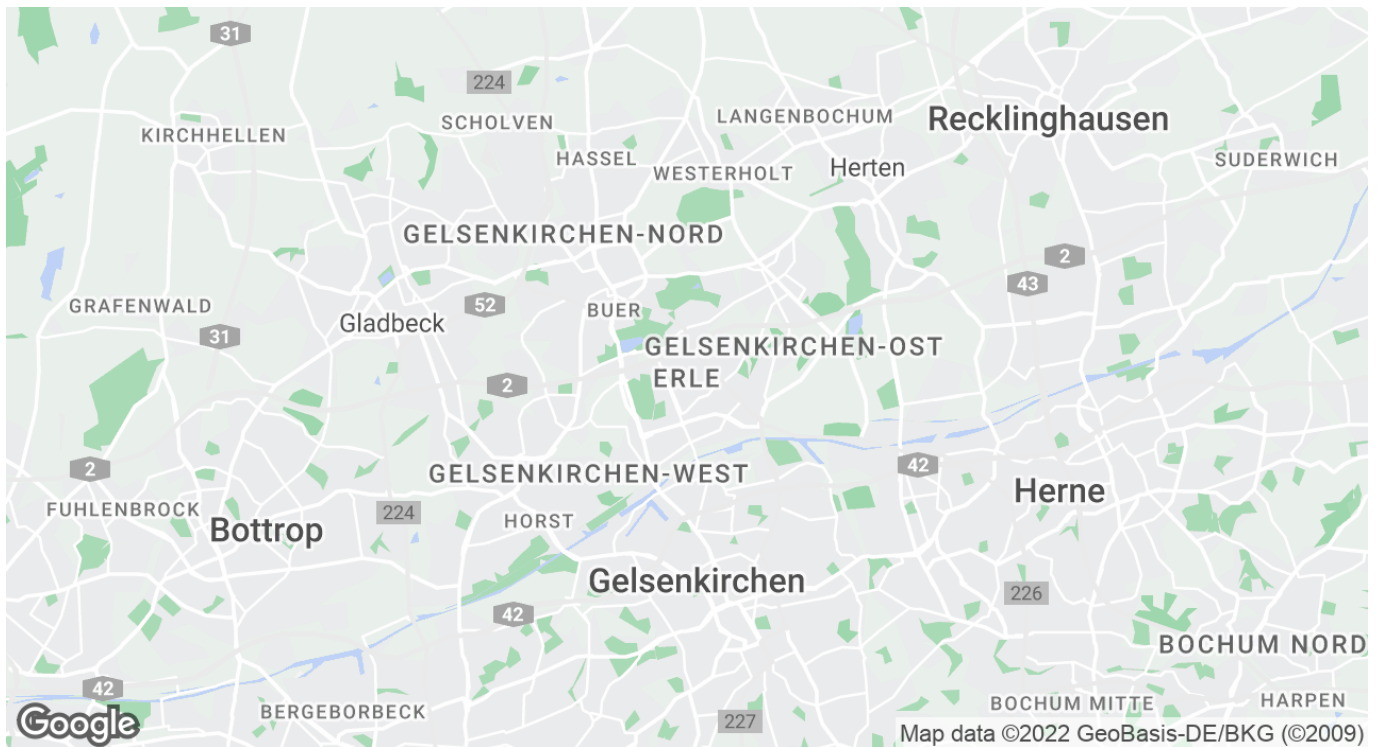 31
224
SCHOLVEN
LANGENBOCHUM
Recklinghausen
KIRCHHELLEN
HASSEL
WESTERHOLT
Herten
SUDERWICH
GELSENKIRCHEN-NORD
2
43
GRAFENWALD
52
BUER
31
Gladbeck
GELSENKIRCHEN-OST
ERLE
2
2
GELSENKIRCHEN-WEST
42
Herne
FUHLENBROCK
224
HORST
Bottrop
Gelsenkirchen
226
42
BOCHUM NORD
42
BERGEBORBECK
BOCHUM MITTE
HARPEN
227
Google
Map data ©2022 GeoBasis-DE/BKG (©2009)